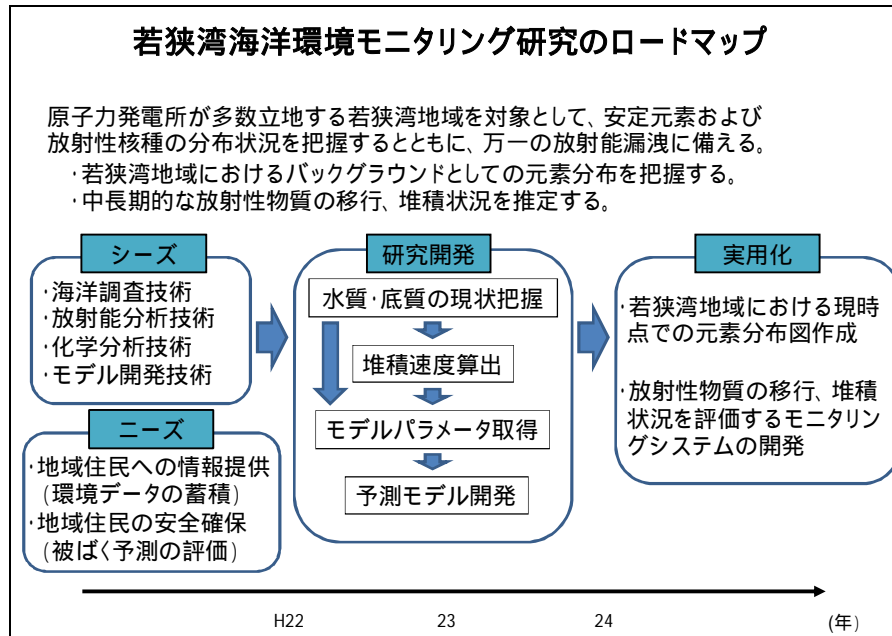 若狭湾海洋環境モニタリング研究のロードマップ
原子力発電所が多数立地する若狭湾地域を対象として、安定元素および
放射性核種の分布状況を把握するとともに、万一の放射能漏洩に備える。
・若狭湾地域におけるバックグラウンドとしての元素分布を把握する。
・中長期的な放射性物質の移行、堆積状況を推定する。
シーズ
・海洋調査技術
・放射能分析技術
・化学分析技術
・モデル開発技術
ニーズ
・地域住民への情報提供
(環境データの蓄積)
・地域住民の安全確保
(被ばく予測の評価)
研究開発
水質・底質の現状把握
堆積速度算出
モデルパラメータ取得
予測モデル開発
実用化
・若狭湾地域における現時
点での元素分布図作成
・放射性物質の移行、堆積
状況を評価するモニタリン
グシステムの開発
H22 23 24 (年)